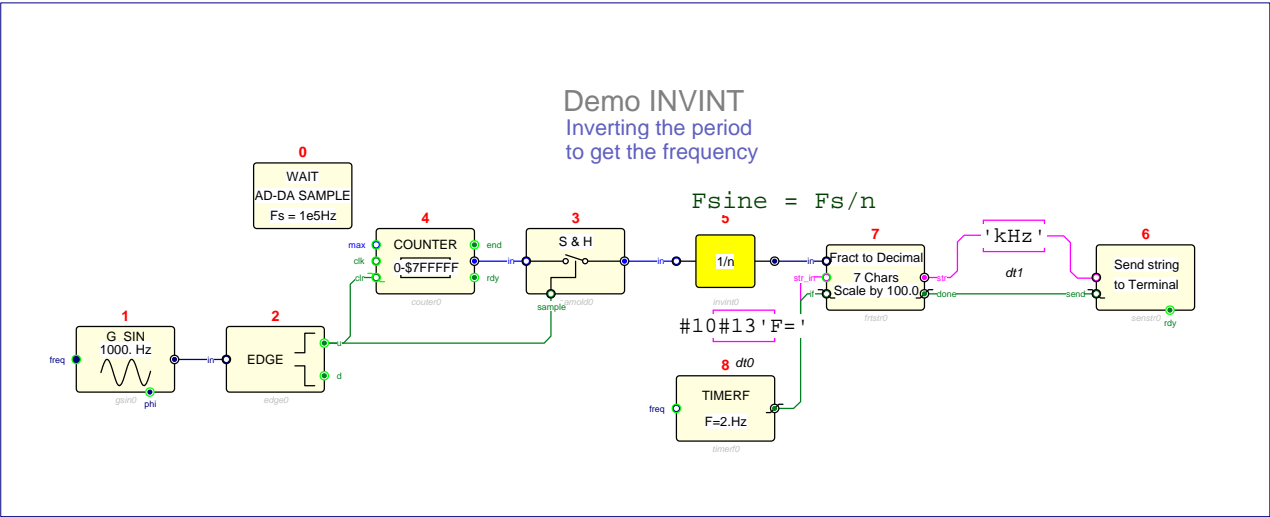 Demo INVINT
Inverting the period
to get the frequency
0
WAIT
AD-DA SAMPLE
Fs = 1e5Hz
Fsine = Fs/n
4
max
clk
clr
COUNTER
0-$7FFFFF
end
rdy
couter0
3
in
S & H
sample
samold0
5
in
1/n
invint0
7
in
str_in
if
Fract to Decimal
7 Chars
Scale by 100.0
str
done
frtstr0
'kHz'
dt1
6
send
Send string
to Terminal
rdy
senstr0
1
freq
G SIN
1000. Hz
phi
gsin0
2
in
EDGE
u
d
edge0
#10#13'F='
dt0
8
freq
TIMERF
F=2.Hz
timerf0